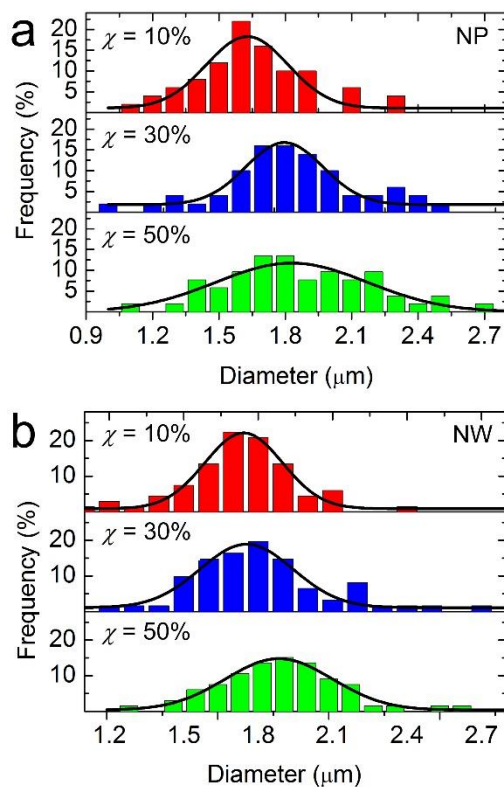 a
χ = 10%
NP
20
15
10
5
χ = 30%
20
15
10
5
χ = 50%
20
15
10
5
Frequency (%)
0.9 1.2 1.5 1.8 2.1 2.4 2.7
Diameter (μm)
b
χ = 10%
NW
20
10
χ = 30%
20
10
χ = 50%
20
10
Frequency (%)
1.2 1.5 1.8 2.1 2.4 2.7
Diameter (μm)